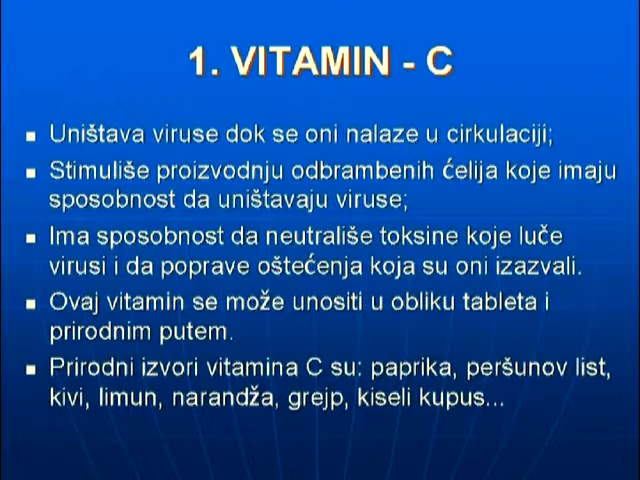 1. VITAMIN - C
Uništava viruse dok se oni nalaze u cirkulaciji;
Stimuliše proizvodnju odbrambenih ćelija koje imaju
sposobnost da uništavaju viruse;
Ima sposobnost da neutrališe toksine koje luče
virusi i da poprave oštećenja koja su oni izazvali.
Ovaj vitamin se može unositi u obliku tableta i
prirodnim putem.
Prirodni izvori vitamina C su: paprika, peršunov list,
kivi, limun, narandža, grejp, kiseli kupus...